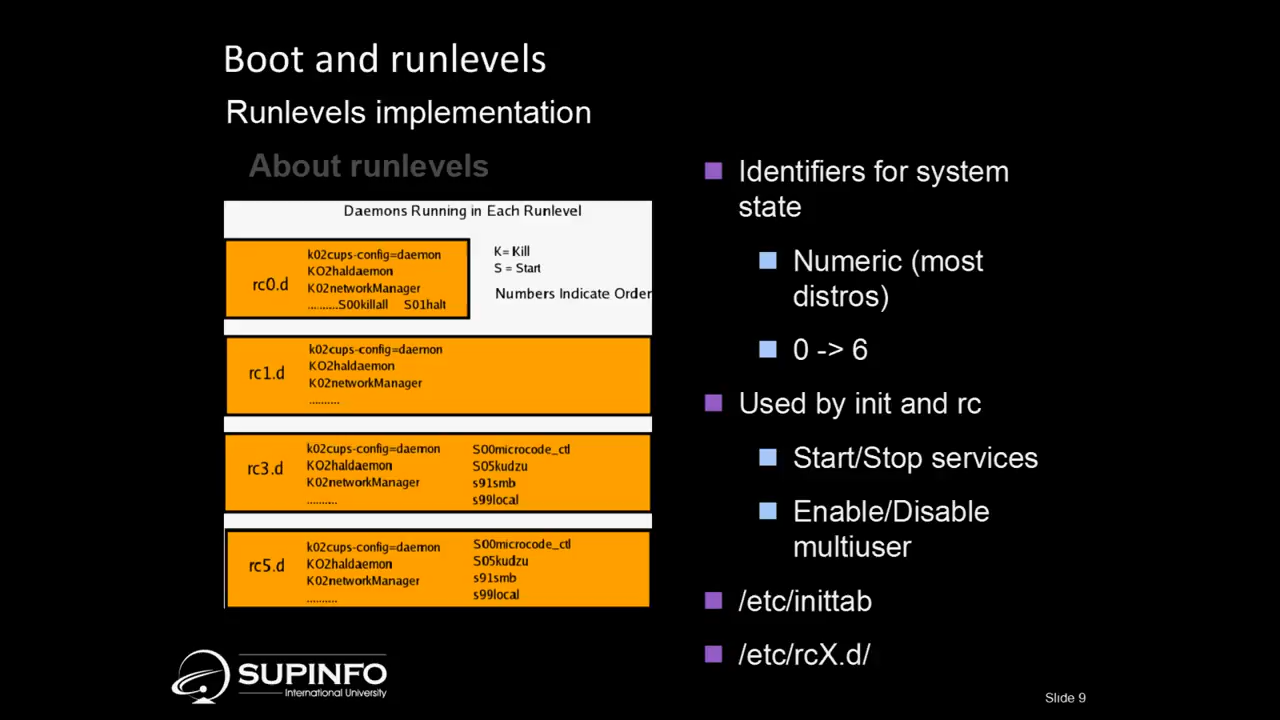 Boot and runlevels
Runlevels implementation
About runlevels
Daemons Running in Each Runlevel
rc0.d
k02cups-config=daemon
KO2haldaemon
K02networkManager
..........S00killall S01halt
K= Kill
S = Start
Numbers Indicate Order
rc1.d
k02cups-config=daemon
KO2haldaemon
K02networkManager
..........
rc3.d
k02cups-config=daemon
KO2haldaemon
K02networkManager
..........
S00microcode_ctl
S05kudzu
s91smb
s99local
rc5.d
k02cups-config=daemon
KO2haldaemon
K02networkManager
..........
S00microcode_ctl
S05kudzu
s91smb
s99local
Identifiers for system
state
Numeric (most
distros)
0 -> 6
Used by init and rc
Start/Stop services
Enable/Disable
multiuser
/etc/inittab
/etc/rcX.d/
SUPINFO
International University
Slide 9